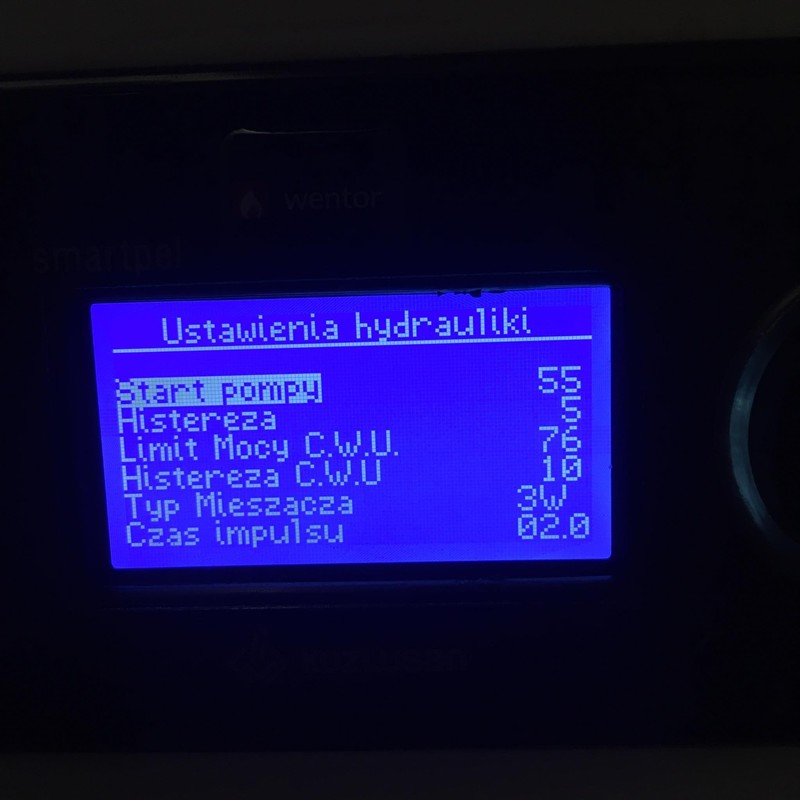 wentor
Ustawienia hydrauliki
Start pompy 55
Histereza 5
Limit Mocy C.W.U. 76
Histereza C.W.U 10
Typ Mieszacza 3W
Czas impulsu 02.0